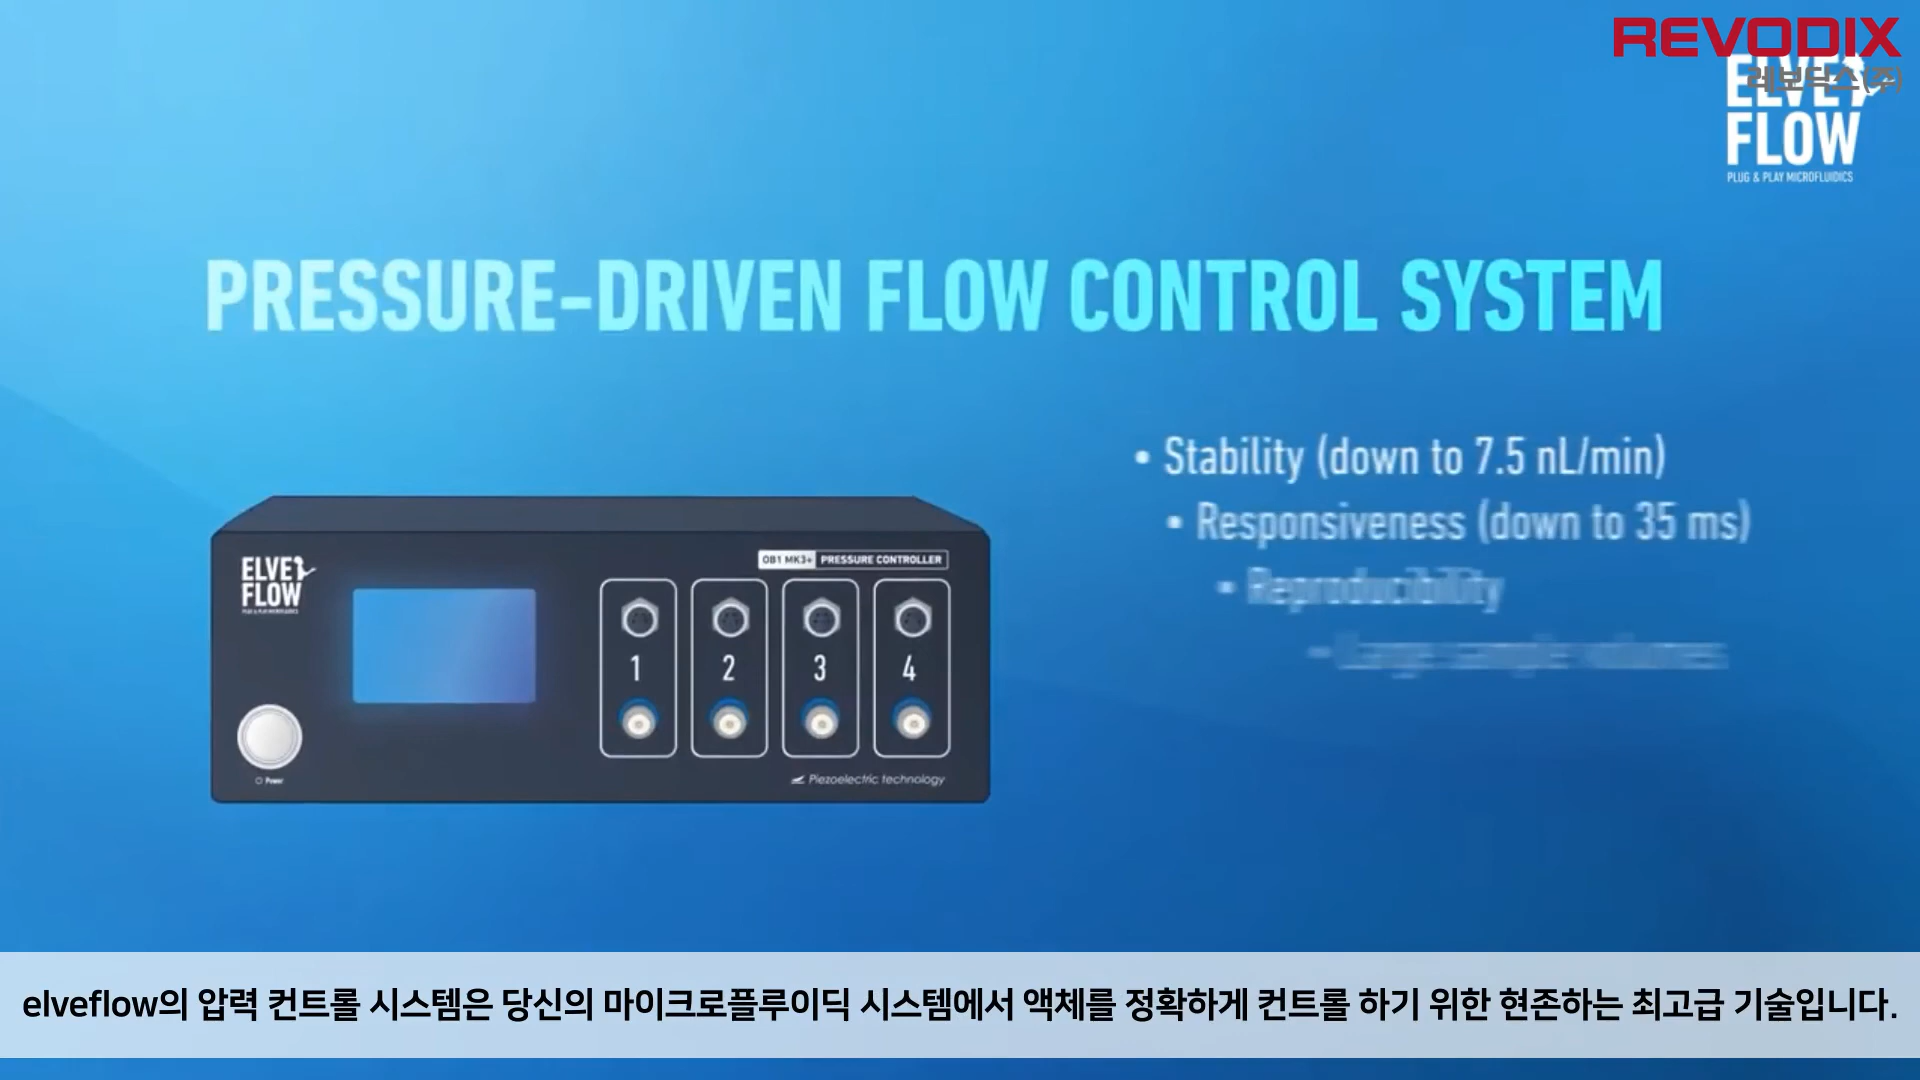 REVODIX
레보딕스(주)
ELVE
FLOW
PLUG & PLAY MICROFLUIDICS
PRESSURE-DRIVEN FLOW CONTROL SYSTEM
• Stability (down to 7.5 nL/min)
• Responsiveness (down to 35 ms)
• Reproducibility
ELVE
FLOW
PLUG & PLAY MICROFLUIDICS
OB1 MK3+ PRESSURE CONTROLLER
1 2 3 4
Power
Piezoelectric technology
elveflow의 압력 컨트롤 시스템은 당신의 마이크로플루이딕 시스템에서 액체를 정확하게 컨트롤 하기 위한 현존하는 최고급 기술입니다.